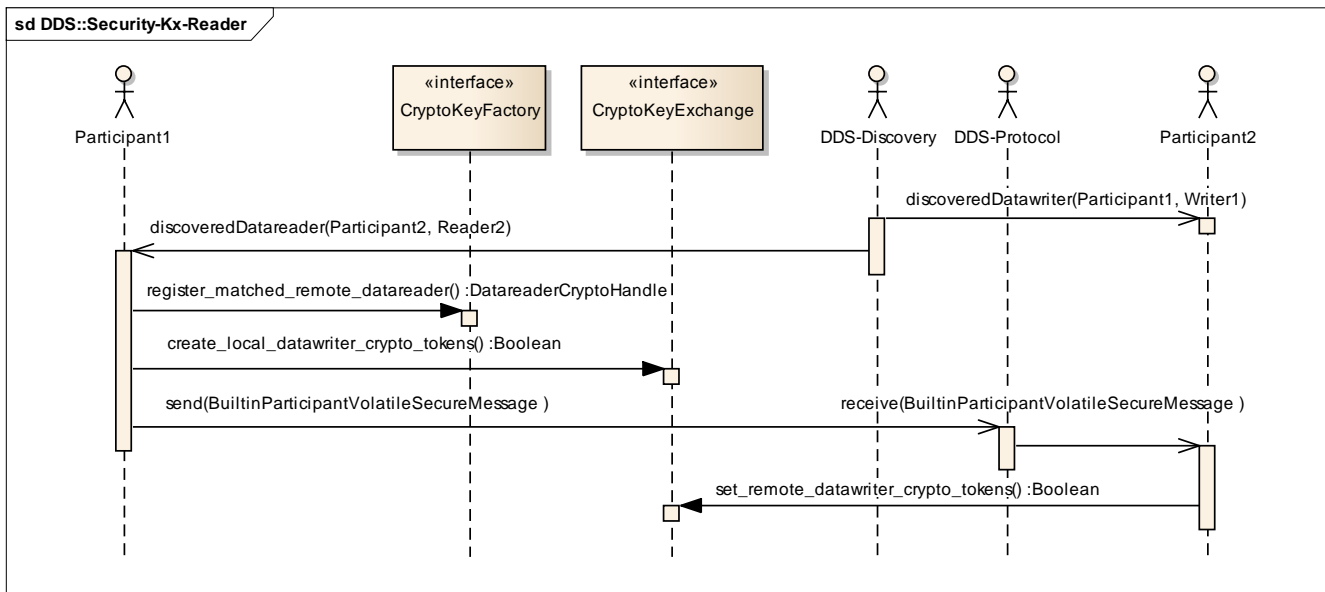 sd DDS::Security-Kx-Reader
«interface»
CryptoKeyFactory
«interface»
CryptoKeyExchange
Participant1
DDS-Discovery
DDS-Protocol
Participant2
discoveredDatawriter(Participant1, Writer1)
discoveredDatareader(Participant2, Reader2)
register_matched_remote_datareader() :DatareaderCryptoHandle
create_local_datawriter_crypto_tokens() :Boolean
send(BuiltinParticipantVolatileSecureMessage )
receive(BuiltinParticipantVolatileSecureMessage )
set_remote_datawriter_crypto_tokens() :Boolean